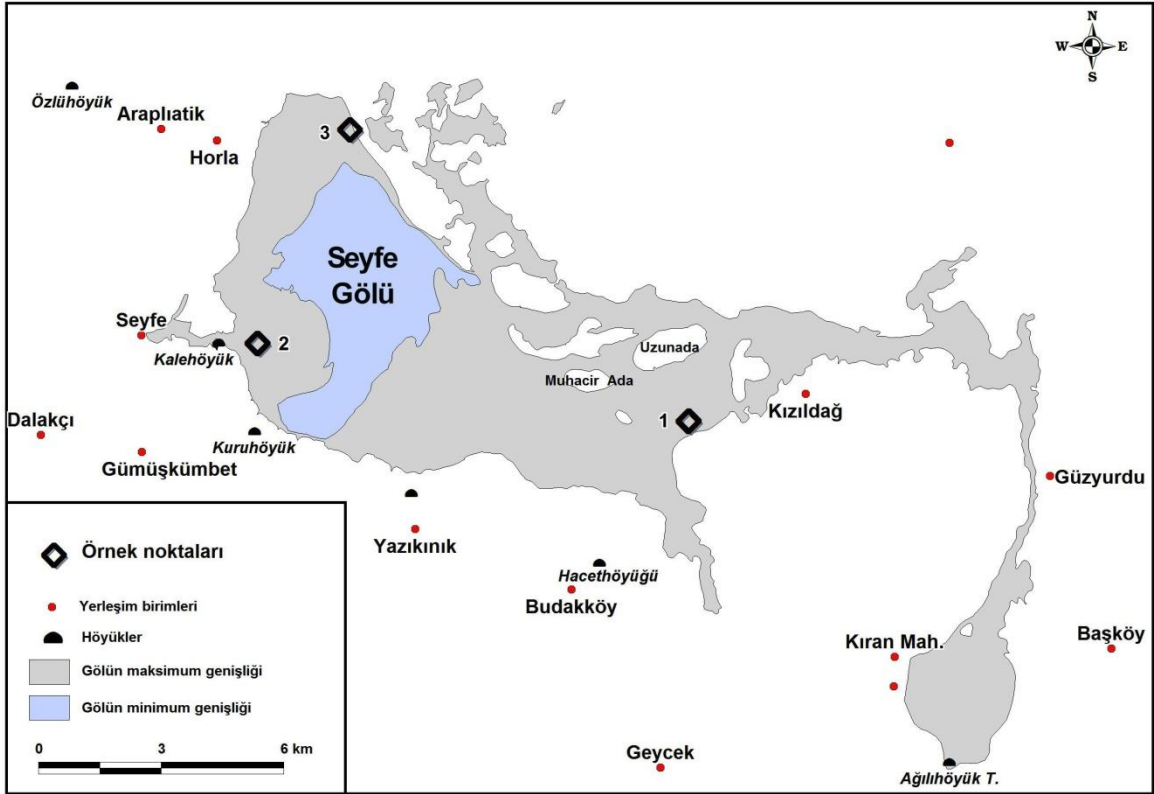 N
W E
S
Özlühöyük
Araplıatik
Horla
3
Seyfe
Gölü
Seyfe
Kalehöyük
2
Uzunada
Muhacir Ada
1
Kızıldağ
Dalakçı
Kuruhöyük
Gümüşkümbet
Güzyurdu
Yazıkınık
Hacethöyüğü
Budakköy
Kıran Mah.
Başköy
Geycek
Ağılıhöyük T.
Örnek noktaları
Yerleşim birimleri
Höyükler
Gölün maksimum genişliği
Gölün minimum genişliği
0 3 6 km